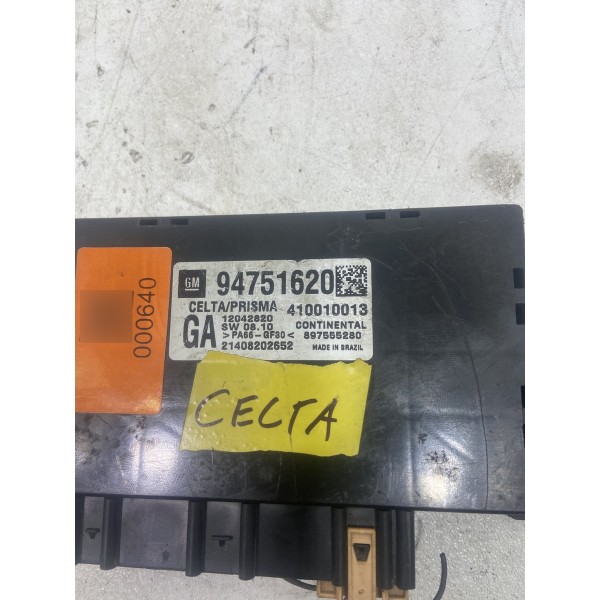 GM 94751620
CELTA/PRISMA 410010013
GA
12042820
SW 08.10 CONTINENTAL
>PA66-GF30< 897555280
21408202652 MADE IN BRAZIL
CELTA
000640